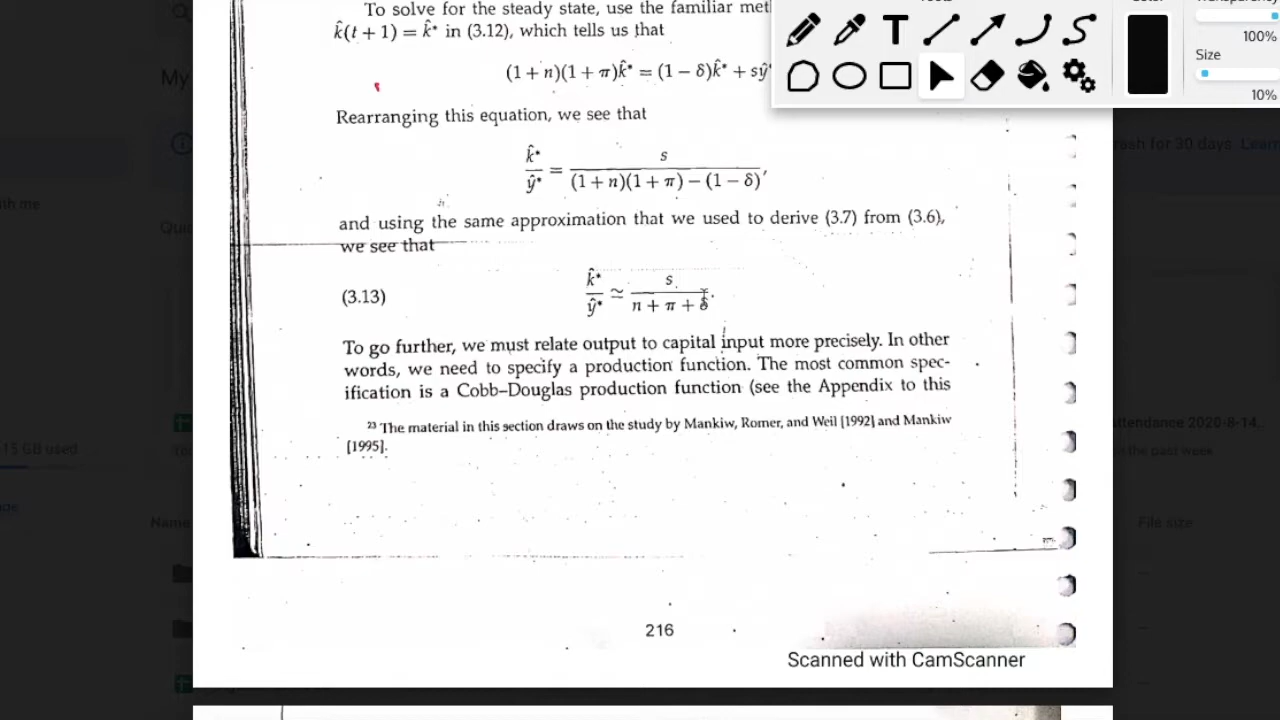 To solve for the steady state, use the familiar
k̂(t + 1) = k̂* in (3.12), which tells us that
(1 + n)(1 + π)k̂* = (1 − δ)k̂* + sŷ*
Rearranging this equation, we see that
k̂*/ŷ* = s/((1 + n)(1 + π) − (1 − δ)),
and using the same approximation that we used to derive (3.7) from (3.6),
we see that
(3.13) k̂*/ŷ* ≃ s/(n + π + δ).
To go further, we must relate output to capital input more precisely. In other
words, we need to specify a production function. The most common spec-
ification is a Cobb–Douglas production function (see the Appendix to this
23 The material in this section draws on the study by Mankiw, Romer, and Weil [1992] and Mankiw
[1995].
216
Scanned with CamScanner
T
100%
Size
10%
My
ith me
15 GB used
Name
ash for 30 days
Learn
ttendance 2020-8-14..
the past week
File size